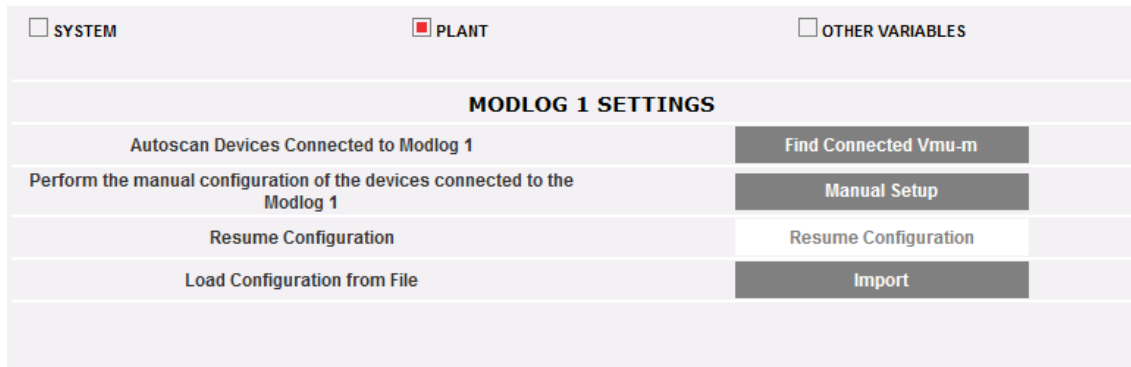 SYSTEM PLANT OTHER VARIABLES
MODLOG 1 SETTINGS
Autoscan Devices Connected to Modlog 1 Find Connected Vmu-m
Perform the manual configuration of the devices connected to the
Modlog 1 Manual Setup
Resume Configuration Resume Configuration
Load Configuration from File Import